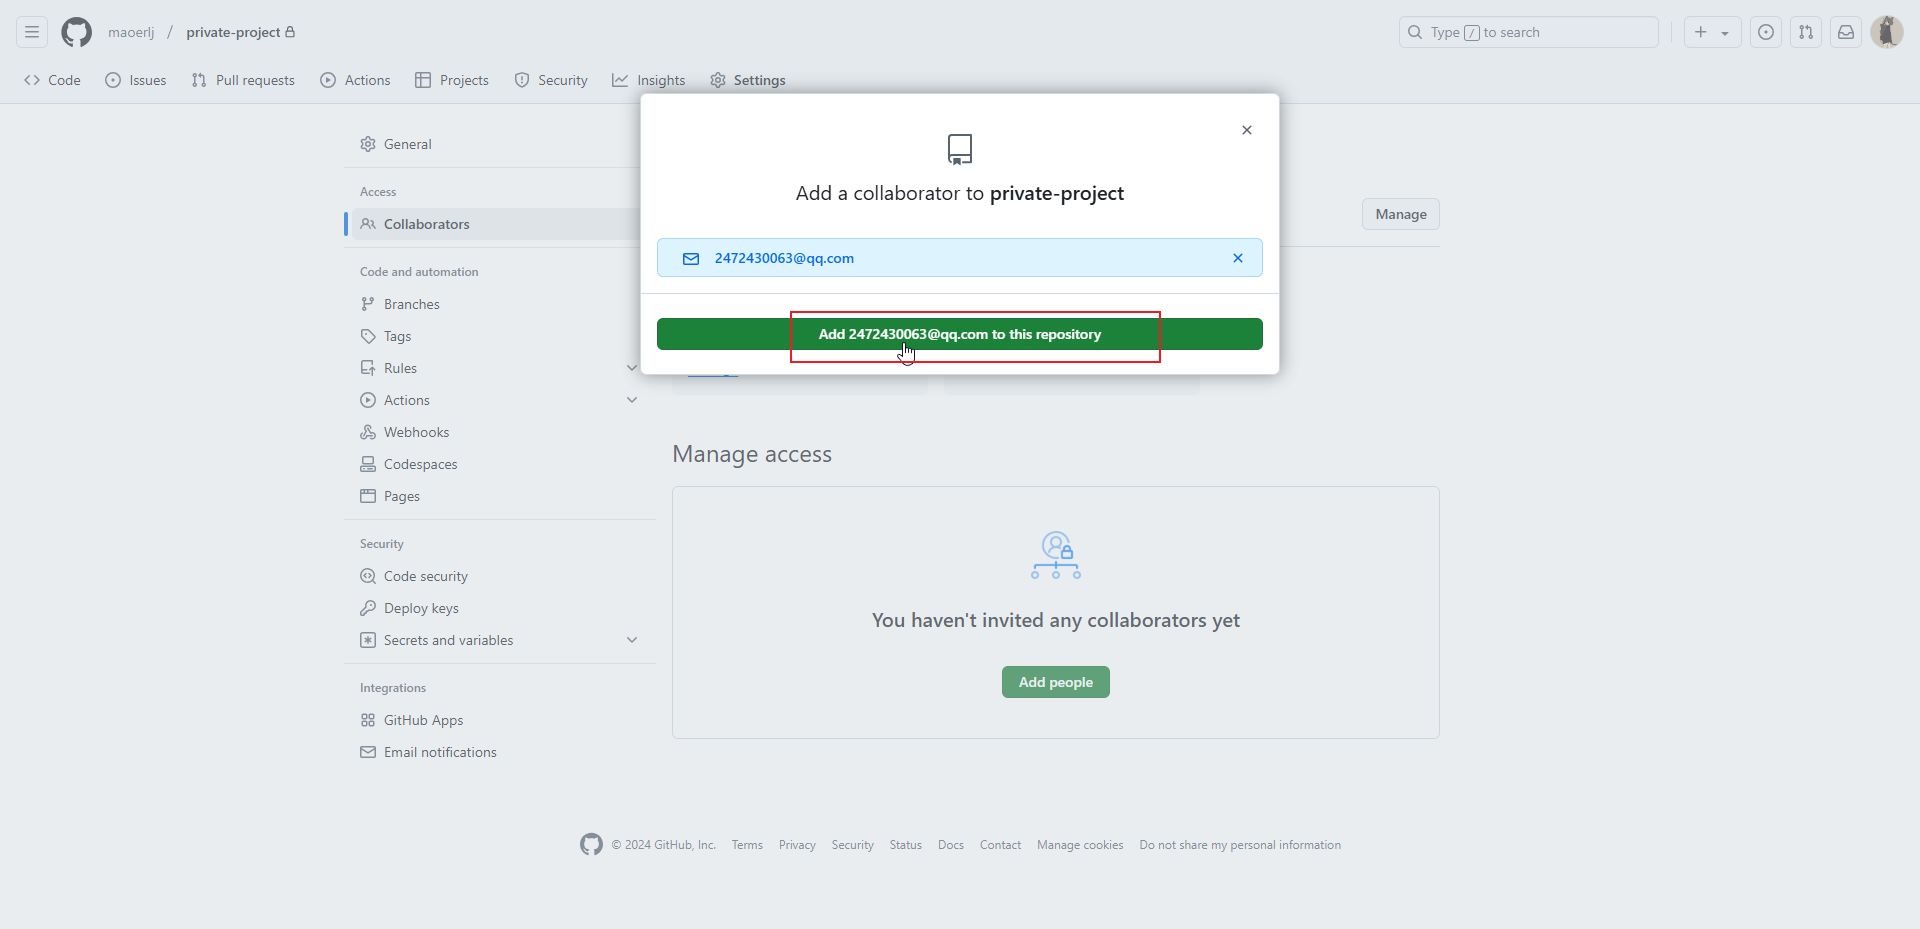 maoerlj / private-project
Type / to search
Code
Issues
Pull requests
Actions
Projects
Security
Insights
Settings
General
Access
Collaborators
Code and automation
Branches
Tags
Rules
Actions
Webhooks
Codespaces
Pages
Security
Code security
Deploy keys
Secrets and variables
Integrations
GitHub Apps
Email notifications
Add a collaborator to private-project
2472430063@qq.com
Add 2472430063@qq.com to this repository
Manage
Manage access
You haven't invited any collaborators yet
Add people
© 2024 GitHub, Inc. Terms Privacy Security Status Docs Contact Manage cookies Do not share my personal information